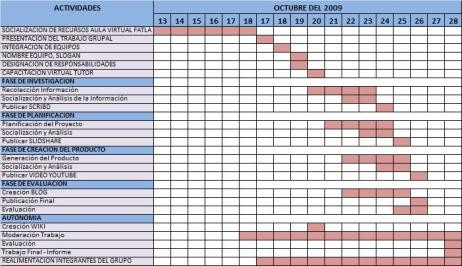 ACTIVIDADES OCTUBRE DEL 2009
13 14 15 16 17 18 17 18 19 20 21 22 23 24 25 26 27 28
SOCIALIZACION DE RECURSOS AULA VIRTUAL FATLA
PRESENTACION DEL TRABAJO GRUPAL
INTEGRACION DE EQUIPOS
NOMBRE EQUIPO, SLOGAN
DESIGNACION DE RESPONSABILIDADES
CAPACITACION VIRTUAL TUTOR
FASE DE INVESTIGACION
Recolección Información
Socialización y Análisis de la Información
Publicar SCRIBD
FASE DE PLANIFICACION
Planificación del Proyecto
Socialización y Análisis
Publicar SLIDSHARE
FASE DE CREACION DEL PRODUCTO
Generación del Producto
Socialización y Análisis
Publicar VIDEO YOUTUBE
FASE DE EVALUACION
Creación BLOG
Publicación Final
Evaluación
AUTONOMIA
Creación WIKI
Moderación Trabajo
Evaluación
Trabajo Final - Informe
REALIMENTACION INTEGRANTES DEL GRUPO